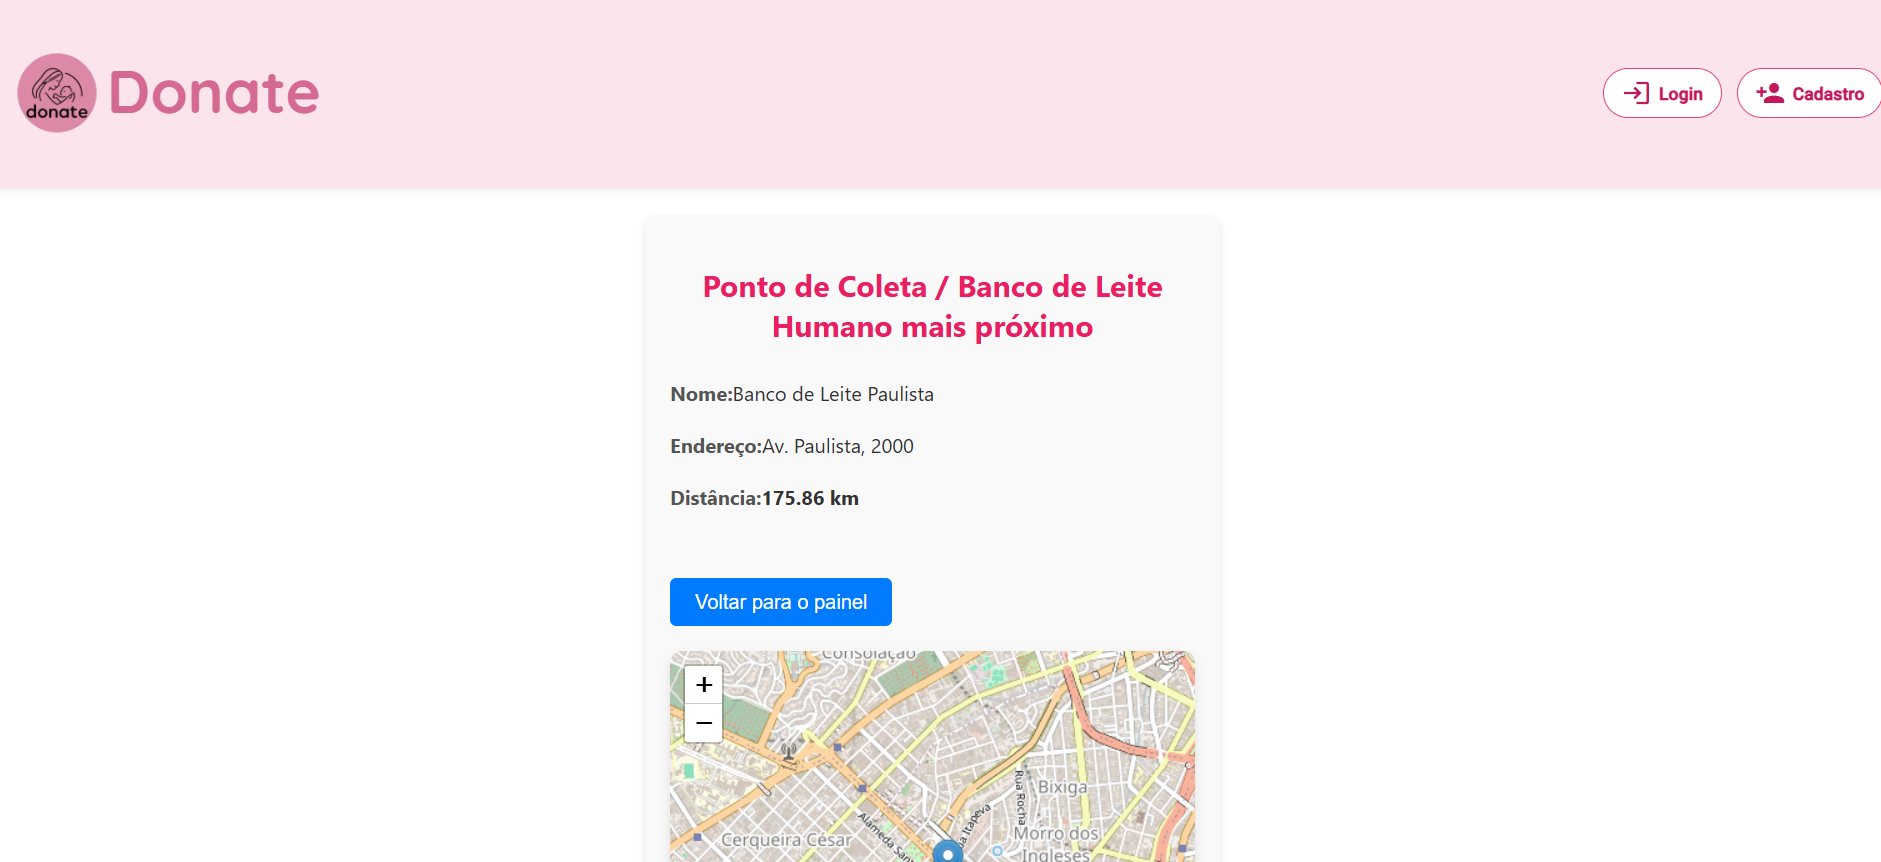 donate
Donate
Login
Cadastro
Ponto de Coleta / Banco de Leite
Humano mais próximo
Nome:Banco de Leite Paulista
Endereço:Av. Paulista, 2000
Distância:175.86 km
Voltar para o painel
Consolação
+
−
Rua Rocha
Bixiga
Itapeva
Morro dos
Ingleses
Cerqueira César
Alameda